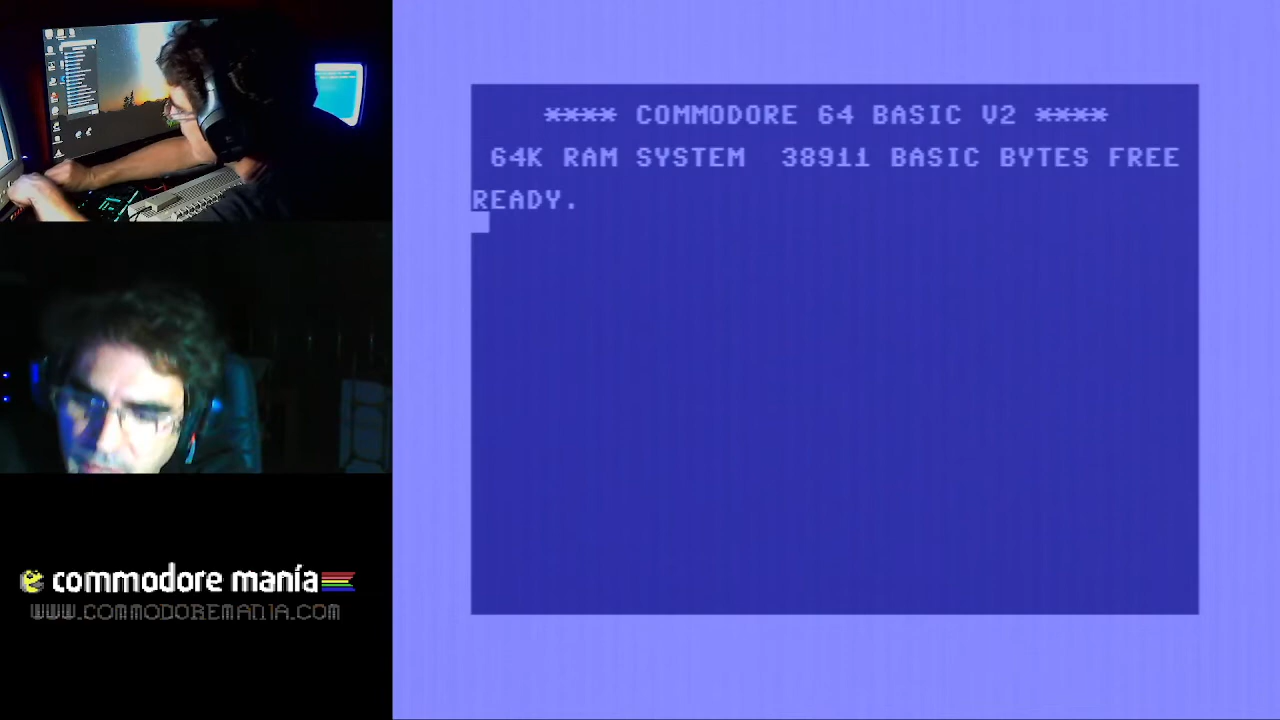 **** COMMODORE 64 BASIC V2 ****
64K RAM SYSTEM  38911 BASIC BYTES FREE
READY.
commodore manía
WWW.COMMODOREMANIA.COM